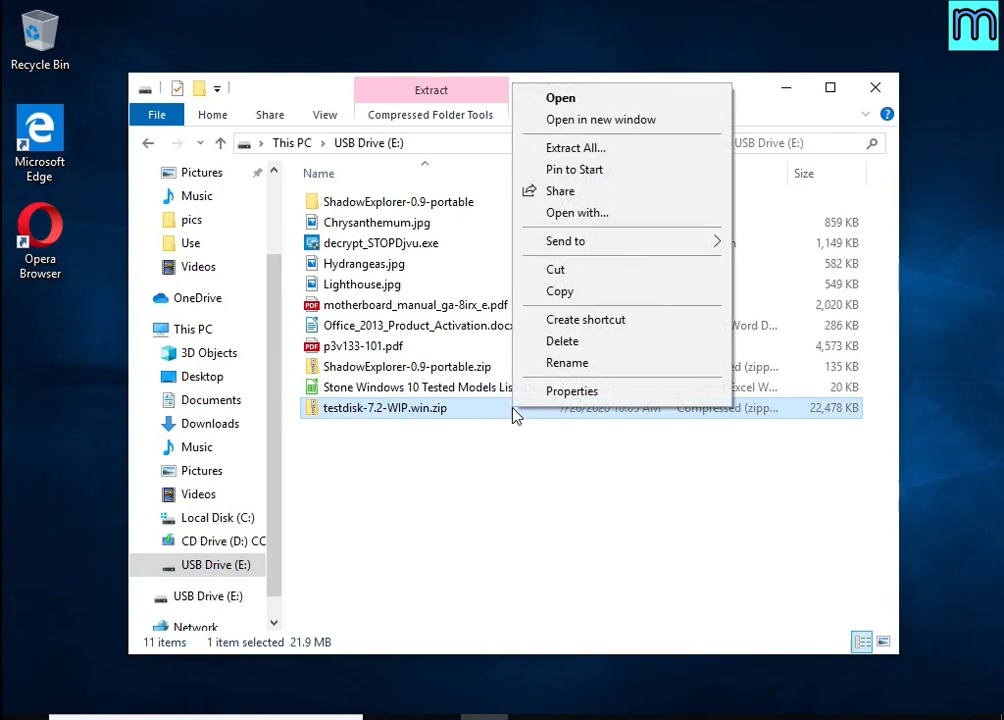 m
Recycle Bin
Microsoft
Edge
Opera
Browser
Extract
File
Home
Share
View
Compressed Folder Tools
This PC
USB Drive (E:)
USB Drive (E:)
Name
Size
Pictures
Music
pics
Use
Videos
OneDrive
This PC
3D Objects
Desktop
Documents
Downloads
Music
Pictures
Videos
Local Disk (C:)
CD Drive (D:) CC
USB Drive (E:)
USB Drive (E:)
Network
ShadowExplorer-0.9-portable
Chrysanthemum.jpg 859 KB
decrypt_STOPDjvu.exe 1,149 KB
Hydrangeas.jpg 582 KB
Lighthouse.jpg 549 KB
motherboard_manual_ga-8irx_e.pdf 2,020 KB
Office_2013_Product_Activation.docx Word D... 286 KB
p3v133-101.pdf 4,573 KB
ShadowExplorer-0.9-portable.zip (zipp... 135 KB
Stone Windows 10 Tested Models Lis Excel W... 20 KB
testdisk-7.2-WIP.win.zip Compressed (zipp... 22,478 KB
Open
Open in new window
Extract All...
Pin to Start
Share
Open with...
Send to
Cut
Copy
Create shortcut
Delete
Rename
Properties
11 items
1 item selected 21.9 MB